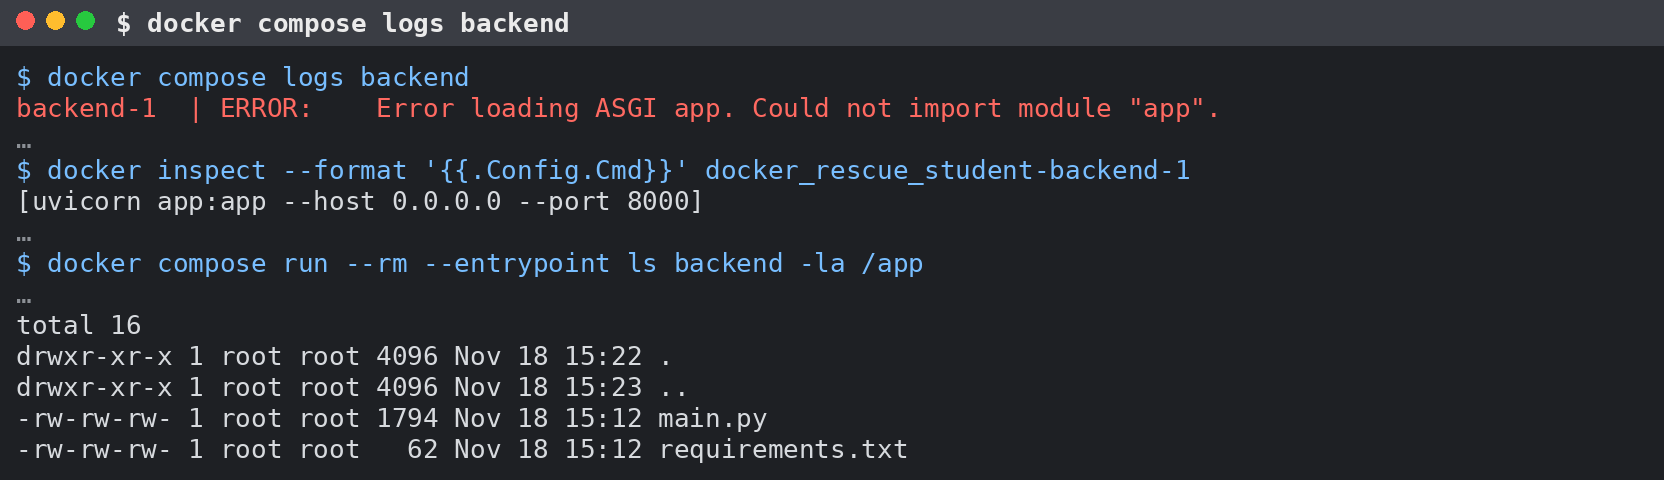 $ docker compose logs backend
$ docker compose logs backend
backend-1  | ERROR:    Error loading ASGI app. Could not import module "app".
…
$ docker inspect --format '{{.Config.Cmd}}' docker_rescue_student-backend-1
[uvicorn app:app --host 0.0.0.0 --port 8000]
…
$ docker compose run --rm --entrypoint ls backend -la /app
…
total 16
drwxr-xr-x 1 root root 4096 Nov 18 15:22 .
drwxr-xr-x 1 root root 4096 Nov 18 15:23 ..
-rw-rw-rw- 1 root root 1794 Nov 18 15:12 main.py
-rw-rw-rw- 1 root root   62 Nov 18 15:12 requirements.txt